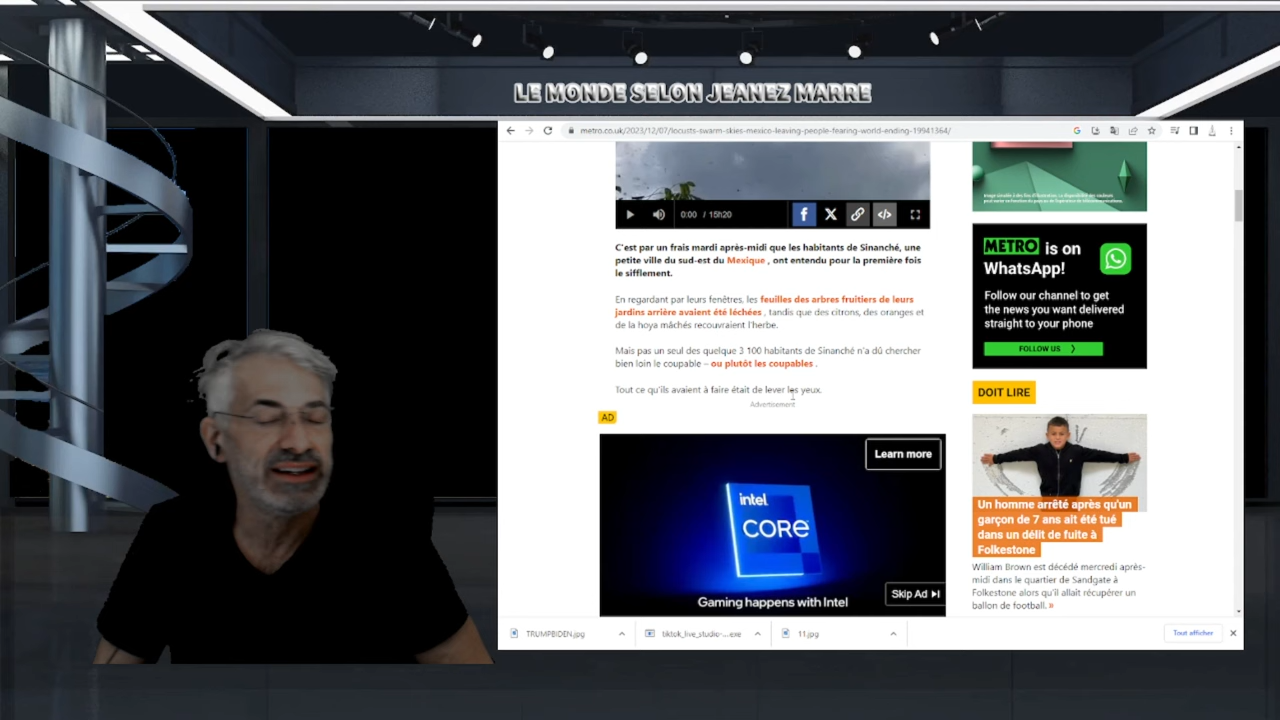 LE MONDE SELON JEANEZ MARRE
metro.co.uk/2023/12/07/locusts-swarm-skies-mexico-leaving-people-fearing-world-ending-19941364/
0:00 / 15h20
C'est par un frais mardi après-midi que les habitants de Sinanché, une
petite ville du sud-est du Mexique , ont entendu pour la première fois
le sifflement.
En regardant par leurs fenêtres, les feuilles des arbres fruitiers de leurs
jardins arrière avaient été léchées , tandis que des citrons, des oranges et
de la hoya mâchés recouvraient l'herbe.
Mais pas un seul des quelque 3 100 habitants de Sinanché n'a dû chercher
bien loin le coupable – ou plutôt les coupables .
Tout ce qu'ils avaient à faire était de lever les yeux.
Advertisement
AD
Learn more
intel
CORE
Gaming happens with Intel
Skip Ad
METRO is on
WhatsApp!
Follow our channel to get
the news you want delivered
straight to your phone
FOLLOW US
DOIT LIRE
Un homme arrêté après qu'un
garçon de 7 ans ait été tué
dans un délit de fuite à
Folkestone
William Brown est décédé mercredi après-
midi dans le quartier de Sandgate à
Folkestone alors qu'il allait récupérer un
ballon de football. »
TRUMPBIDEN.jpg
tiktok_live_studio-....exe
11.jpg
Tout afficher